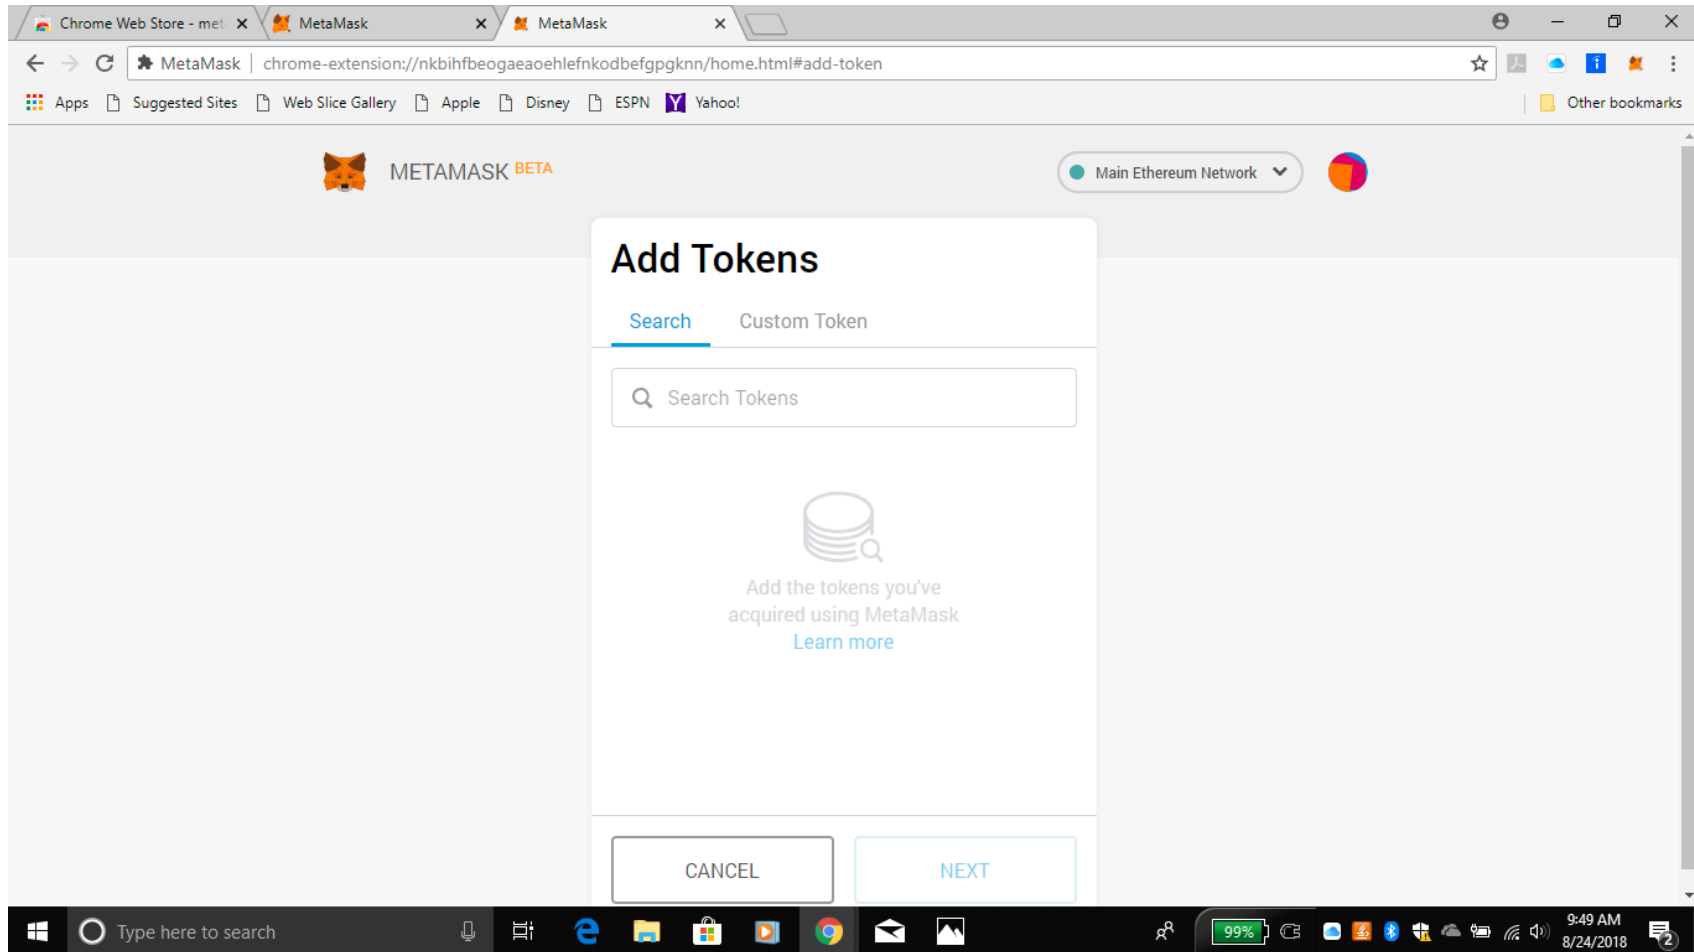 Chrome Web Store - met
MetaMask
MetaMask
MetaMask
chrome-extension://nkbihfbeogaeaoehlefnkodbefgpgknn/home.html#add-token
Apps
Suggested Sites
Web Slice Gallery
Apple
Disney
ESPN
Y
Yahoo!
Other bookmarks
METAMASK BETA
Main Ethereum Network
Add Tokens
Search
Custom Token
Search Tokens
Add the tokens you've
acquired using MetaMask
Learn more
CANCEL
NEXT
Type here to search
99%
9:49 AM
8/24/2018
2